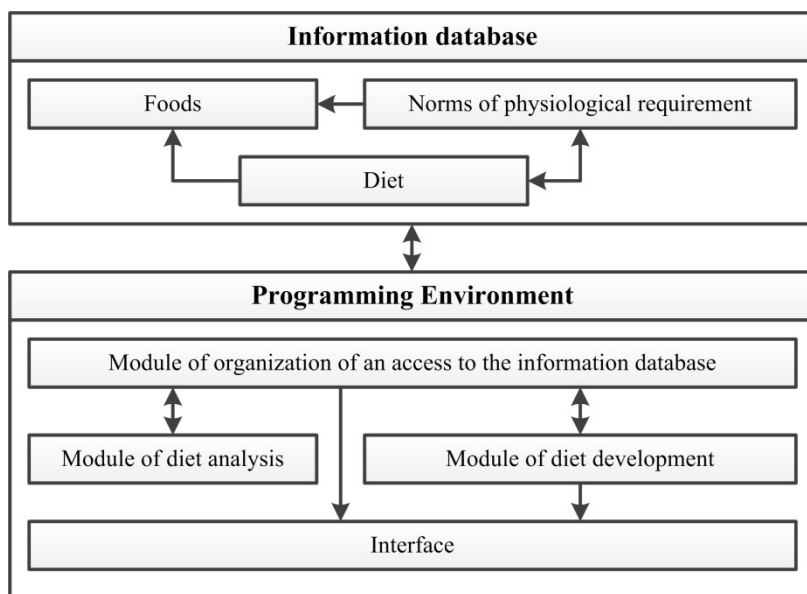 Information database
Foods
Norms of physiological requirement
Diet
Programming Environment
Module of organization of an access to the information database
Module of diet analysis
Module of diet development
Interface